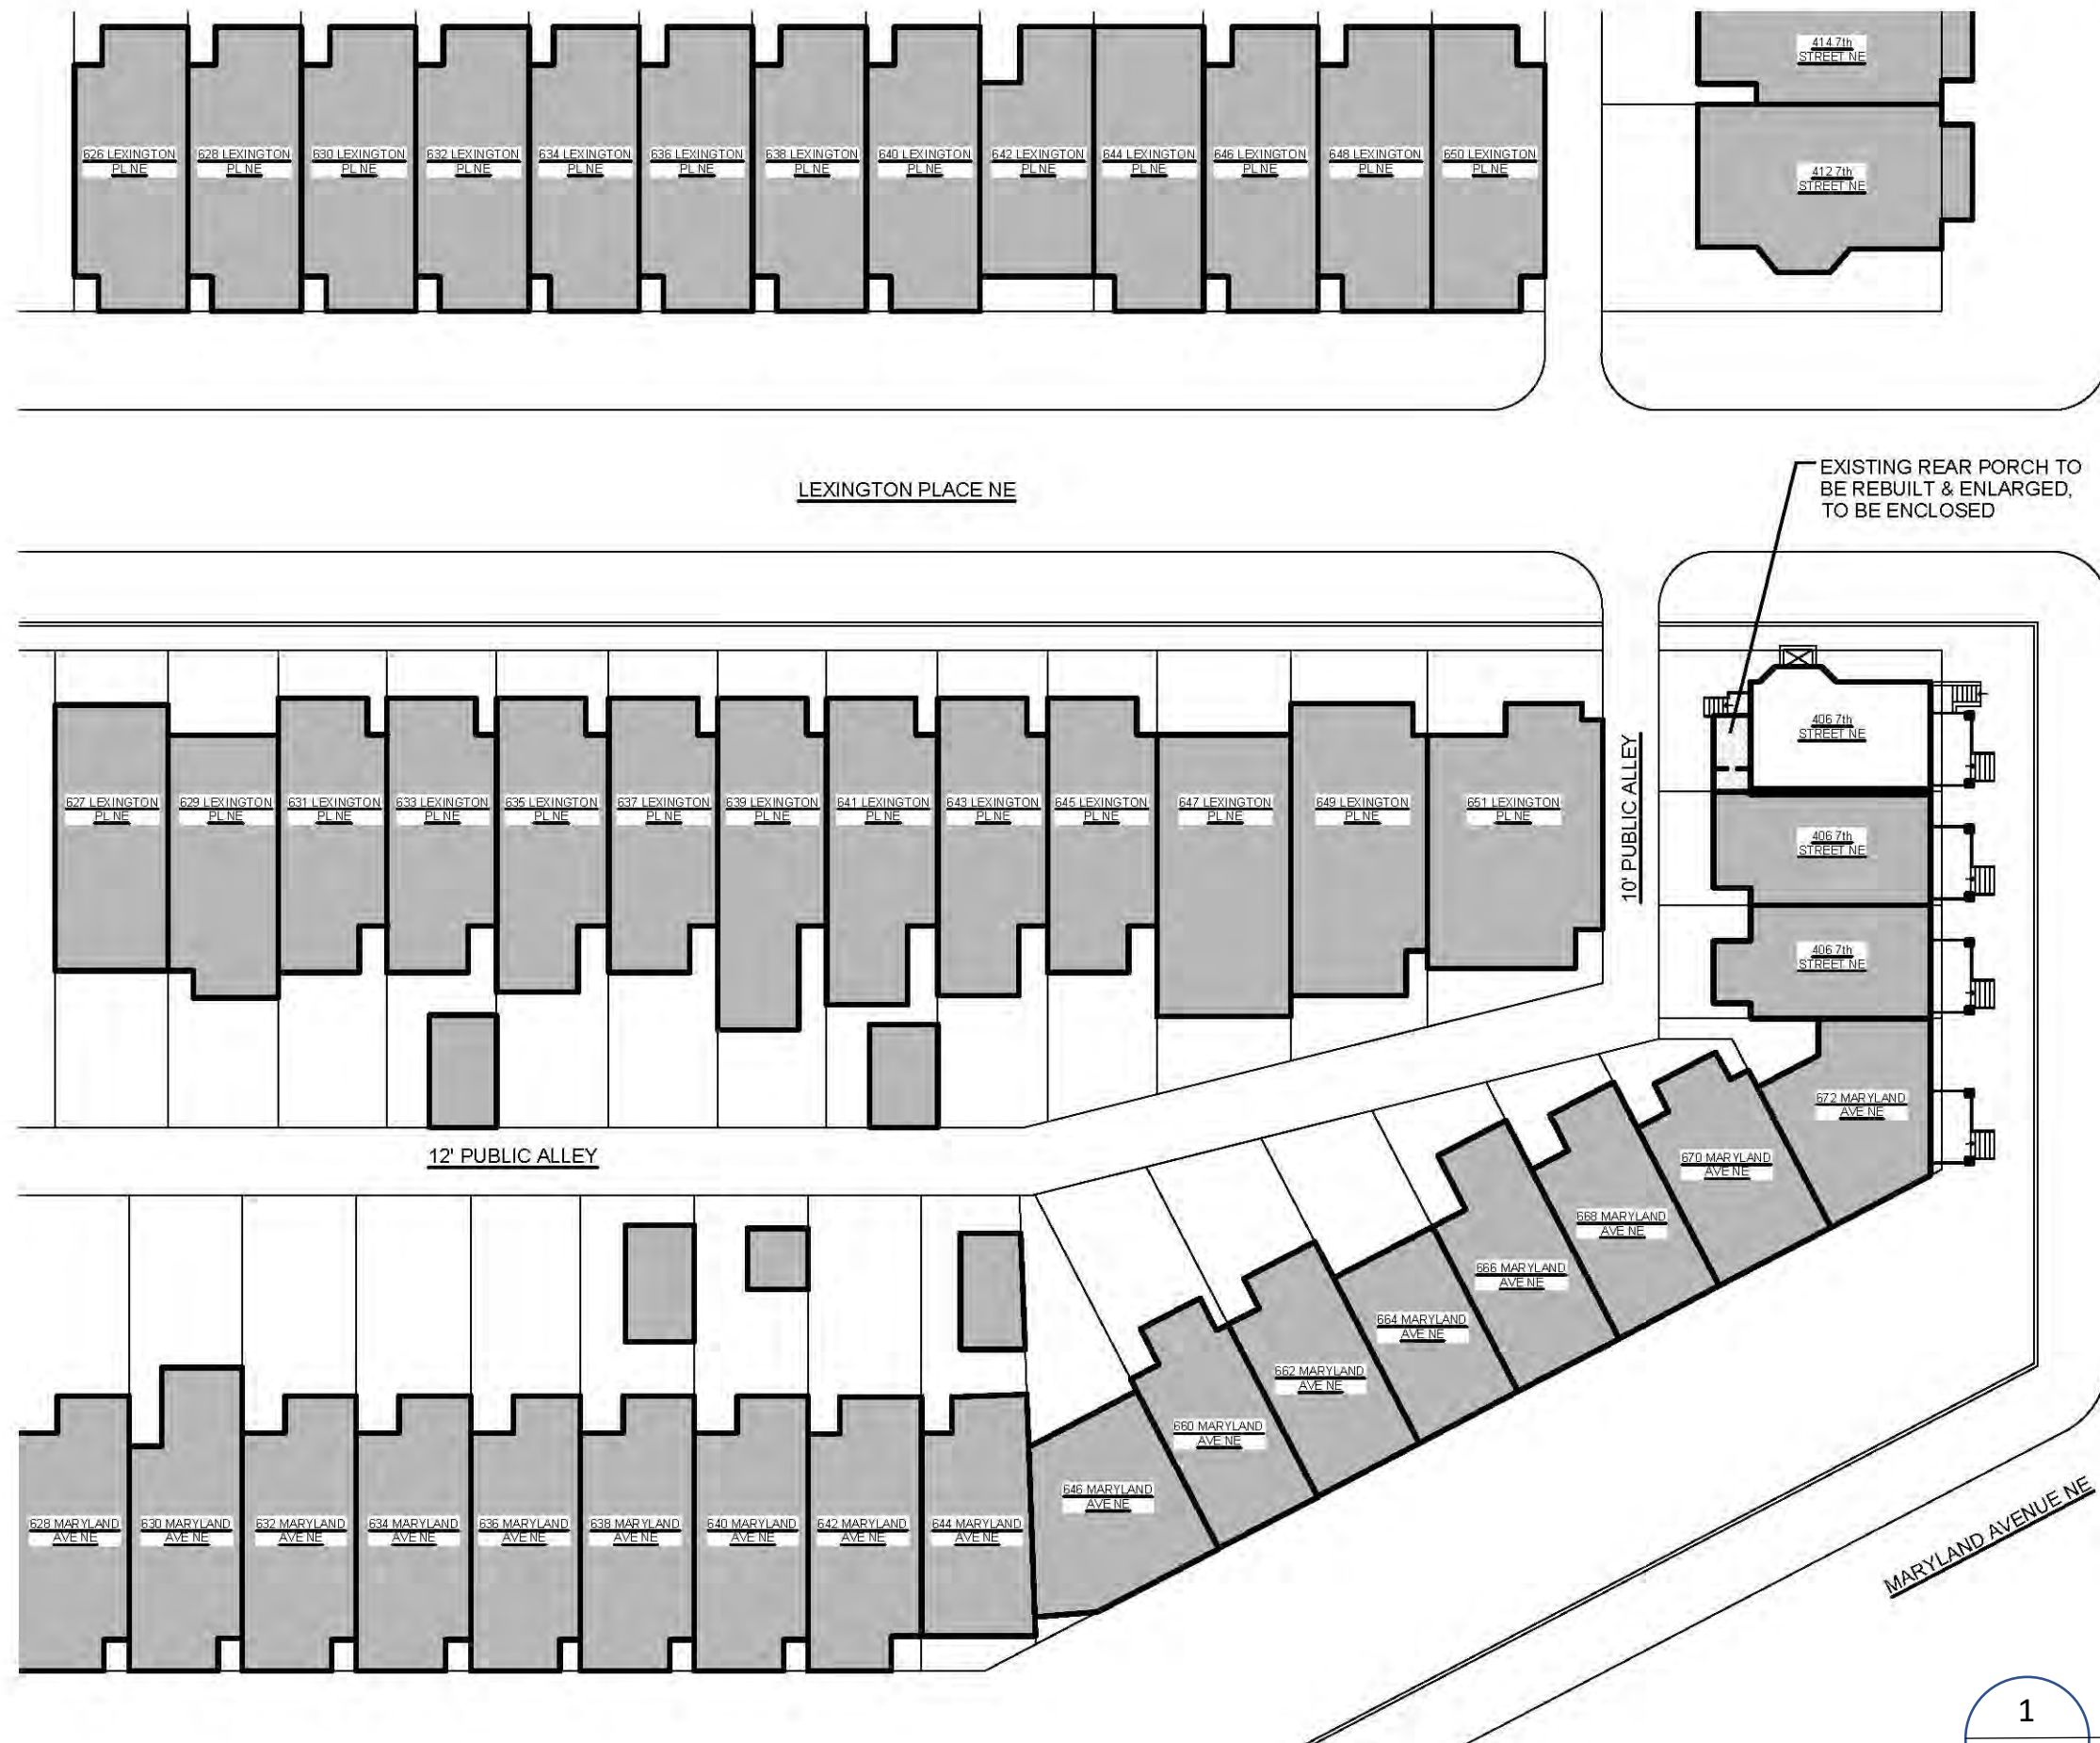 414 7th
STREET NE
626 LEXINGTON
PL NE
628 LEXINGTON
PL NE
630 LEXINGTON
PL NE
632 LEXINGTON
PL NE
634 LEXINGTON
PL NE
636 LEXINGTON
PL NE
638 LEXINGTON
PL NE
640 LEXINGTON
PL NE
642 LEXINGTON
PL NE
644 LEXINGTON
PL NE
646 LEXINGTON
PL NE
648 LEXINGTON
PL NE
650 LEXINGTON
PL NE
412 7th
STREET NE
LEXINGTON PLACE NE
EXISTING REAR PORCH TO
BE REBUILT & ENLARGED,
TO BE ENCLOSED
406 7th
STREET NE
627 LEXINGTON
PL NE
629 LEXINGTON
PL NE
631 LEXINGTON
PL NE
633 LEXINGTON
PL NE
635 LEXINGTON
PL NE
637 LEXINGTON
PL NE
639 LEXINGTON
PL NE
641 LEXINGTON
PL NE
643 LEXINGTON
PL NE
645 LEXINGTON
PL NE
647 LEXINGTON
PL NE
649 LEXINGTON
PL NE
651 LEXINGTON
PL NE
10' PUBLIC ALLEY
406 7th
STREET NE
406 7th
STREET NE
672 MARYLAND
AVE NE
12' PUBLIC ALLEY
670 MARYLAND
AVE NE
668 MARYLAND
AVE NE
666 MARYLAND
AVE NE
664 MARYLAND
AVE NE
662 MARYLAND
AVE NE
660 MARYLAND
AVE NE
646 MARYLAND
AVE NE
628 MARYLAND
AVE NE
630 MARYLAND
AVE NE
632 MARYLAND
AVE NE
634 MARYLAND
AVE NE
636 MARYLAND
AVE NE
638 MARYLAND
AVE NE
640 MARYLAND
AVE NE
642 MARYLAND
AVE NE
644 MARYLAND
AVE NE
MARYLAND AVENUE NE
1